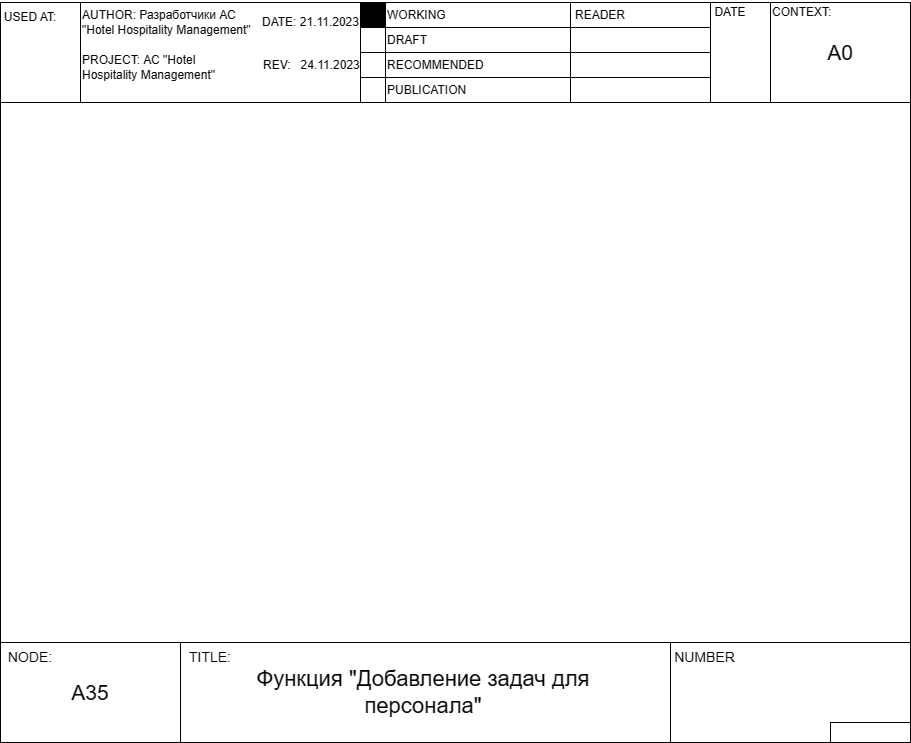 USED AT:
AUTHOR: Разработчики АС
"Hotel Hospitality Management"
DATE: 21.11.2023
PROJECT: АС "Hotel
Hospitality Management"
REV: 24.11.2023
WORKING
DRAFT
RECOMMENDED
PUBLICATION
READER
DATE
CONTEXT:
A0
NODE:
A35
TITLE:
Функция "Добавление задач для
персонала"
NUMBER